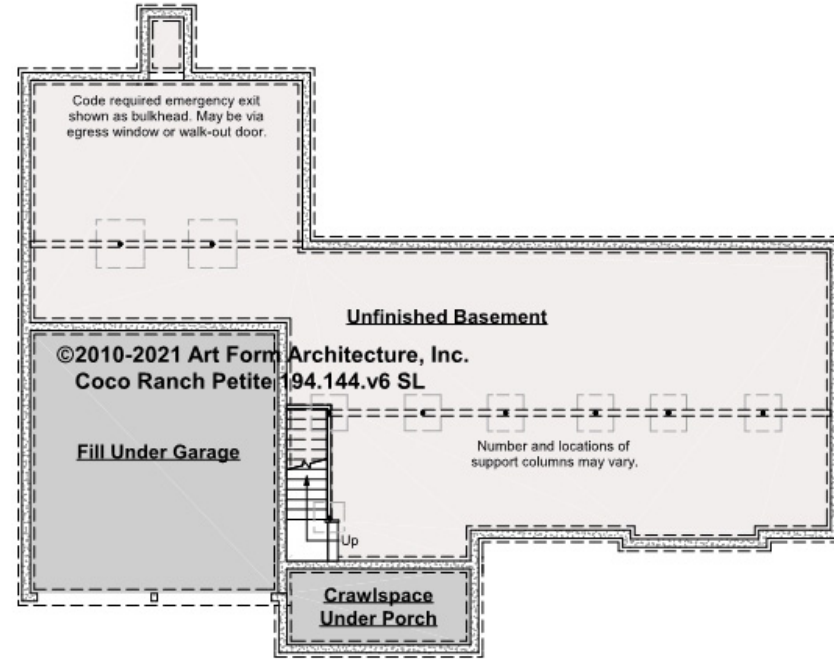 Code required emergency exit
shown as bulkhead. May be via
egress window or walk-out door.
Unfinished Basement
©2010-2021 Art Form Architecture, Inc.
Coco Ranch Petite 194.144.v6 SL
Fill Under Garage
Number and locations of
support columns may vary.
Up
Crawlspace
Under Porch